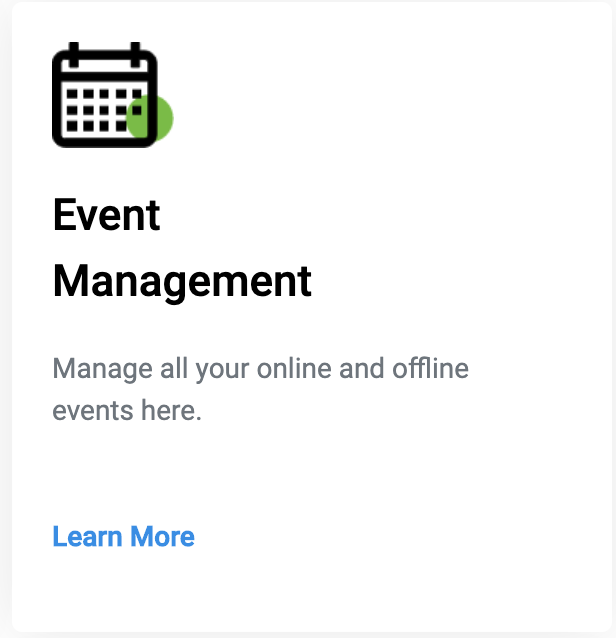 Event
Management
Manage all your online and offline
events here.
Learn More